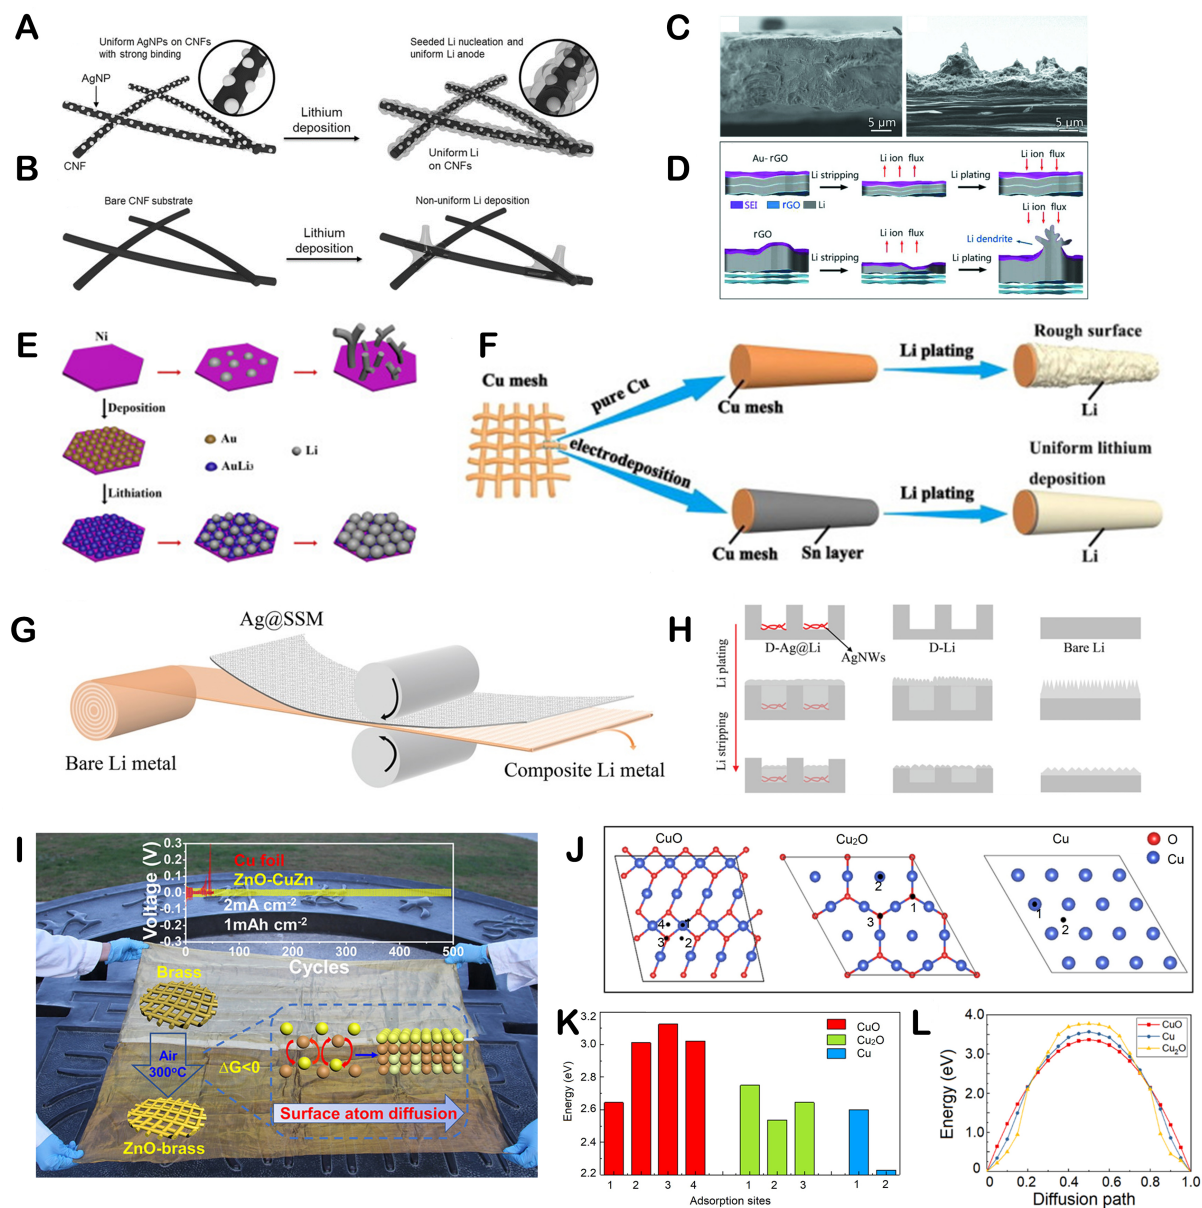 A
Uniform AgNPs on CNFs
with strong binding
AgNP
CNF
Lithium
deposition
Seeded Li nucleation and
uniform Li anode
Uniform Li
on CNFs
B
Bare CNF substrate
Lithium
deposition
Non-uniform Li deposition
C
5 μm
5 μm
D
Au- rGO
Li stripping
Li ion flux
Li plating
Li ion flux
SEI
rGO
Li
rGO
Li stripping
Li ion flux
Li plating
Li ion flux
Li dendrite
E
Ni
Deposition
Au
Li
AuLi₃
Lithiation
F
Cu mesh
pure Cu
electrodeposition
Cu mesh
Li plating
Rough surface
Li
Cu mesh
Sn layer
Li plating
Uniform lithium
deposition
Li
G
Ag@SSM
Bare Li metal
Composite Li metal
H
Li plating
Li stripping
D-Ag@Li
AgNWs
D-Li
Bare Li
I
Voltage (V)
0.3
0.2
0.1
0.0
-0.1
-0.2
-0.3
Cu foil
ZnO-CuZn
2mA cm⁻²
1mAh cm⁻²
0 100 200 300 400 500
Cycles
Brass
Air
300°C
ZnO-brass
ΔG<0
Surface atom diffusion
J
CuO
4 1
3 2
Cu₂O
2
1
3
Cu
1
3
2
O
Cu
K
Energy (eV)
3.2
3.0
2.8
2.6
2.4
2.2
CuO
Cu₂O
Cu
1 2 3 4 1 2 3 1 2
Adsorption sites
L
Energy (eV)
4.0
3.0
2.0
1.0
0
CuO
Cu
Cu₂O
0 0.2 0.4 0.6 0.8 1.0
Diffusion path